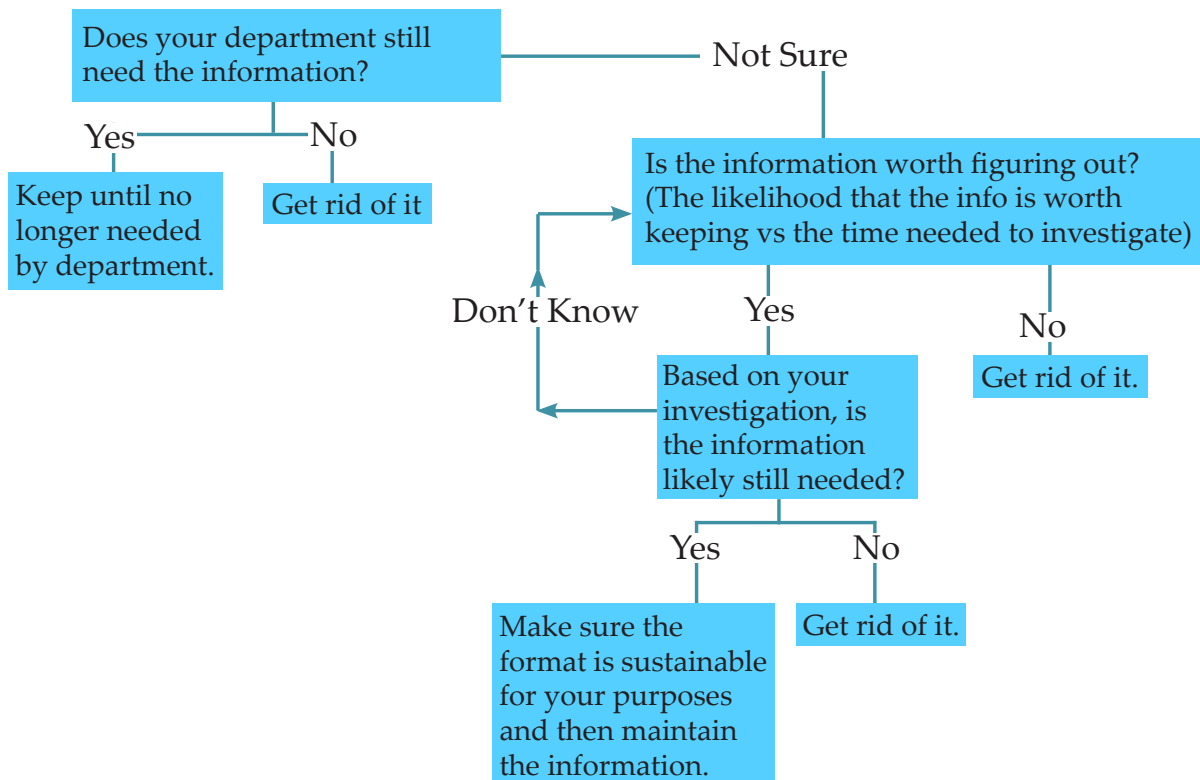 Does your department still
need the information?
Not Sure
Yes
No
Keep until no
longer needed
by department.
Get rid of it
Is the information worth figuring out?
(The likelihood that the info is worth
keeping vs the time needed to investigate)
Don't Know
Yes
No
Get rid of it.
Based on your
investigation, is
the information
likely still needed?
Yes
No
Make sure the
format is sustainable
for your purposes
and then maintain
the information.
Get rid of it.